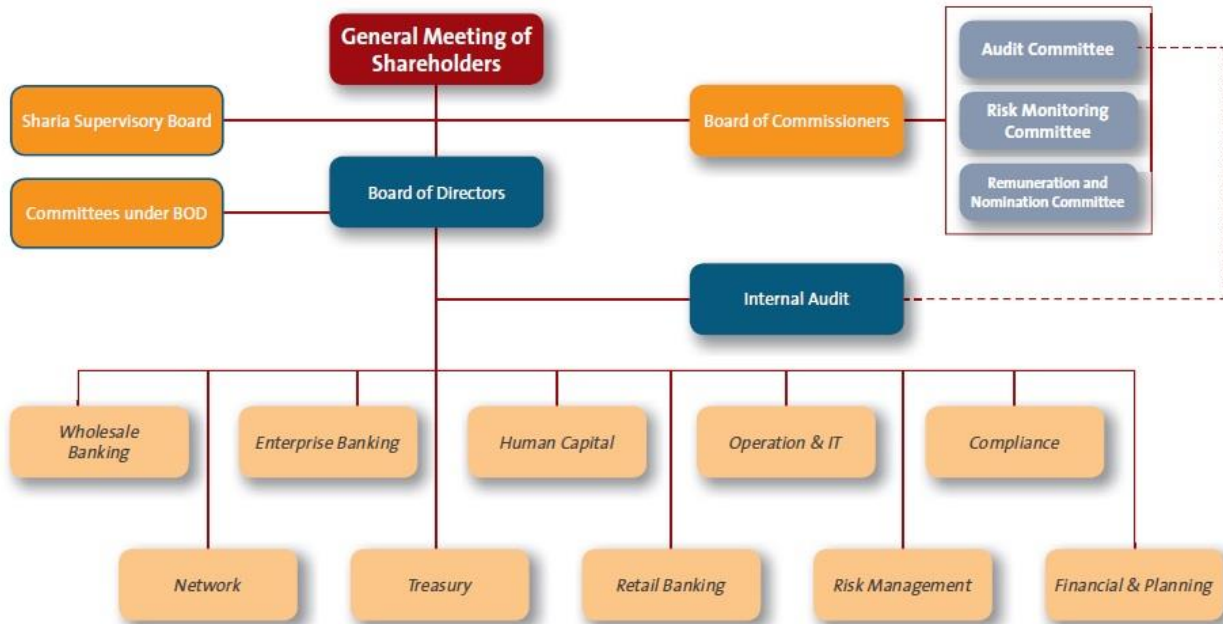 General Meeting of
Shareholders
Audit Committee
Sharia Supervisory Board
Board of Commissioners
Risk Monitoring
Committee
Board of Directors
Remuneration and
Nomination Committee
Committees under BOD
Internal Audit
Wholesale
Banking
Enterprise Banking
Human Capital
Operation & IT
Compliance
Network
Treasury
Retail Banking
Risk Management
Financial & Planning